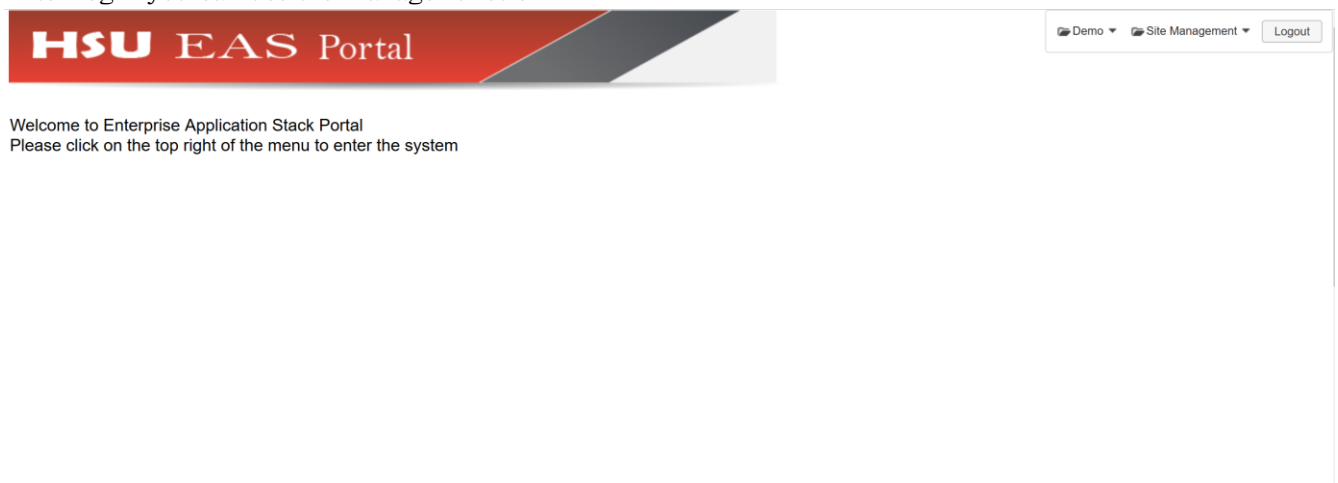 HSU EAS Portal
Demo
Site Management
Logout
Welcome to Enterprise Application Stack Portal
Please click on the top right of the menu to enter the system